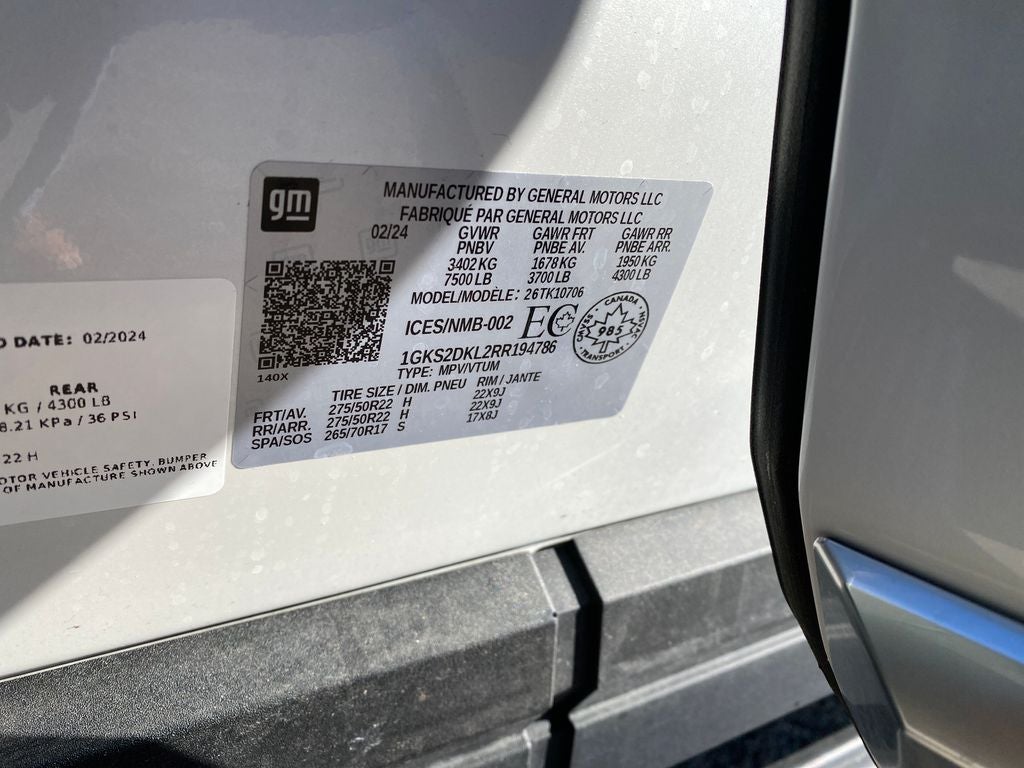 gm
MANUFACTURED BY GENERAL MOTORS LLC
FABRIQUÉ PAR GENERAL MOTORS LLC
02/24 GVWR GAWR FRT GAWR RR
PNBV PNBE AV. PNBE ARR.
3402 KG 1678 KG 1950 KG
7500 LB 3700 LB 4300 LB
MODEL/MODÈLE: 26TK10706
ICES/NMB-002 EC
CANADA
985
TRANSPORT
1GKS2DKL2RR194786
TYPE: MPV/VTUM
140X
TIRE SIZE / DIM. PNEU RIM / JANTE
FRT/AV. 275/50R22 H 22X9J
RR/ARR. 275/50R22 H 22X9J
SPA/SOS 265/70R17 S 17X8J
DATE: 02/2024
REAR
KG / 4300 LB
8.21 KPa / 36 PSI
22 H
OTOR VEHICLE SAFETY, BUMPER
OF MANUFACTURE SHOWN ABOVE